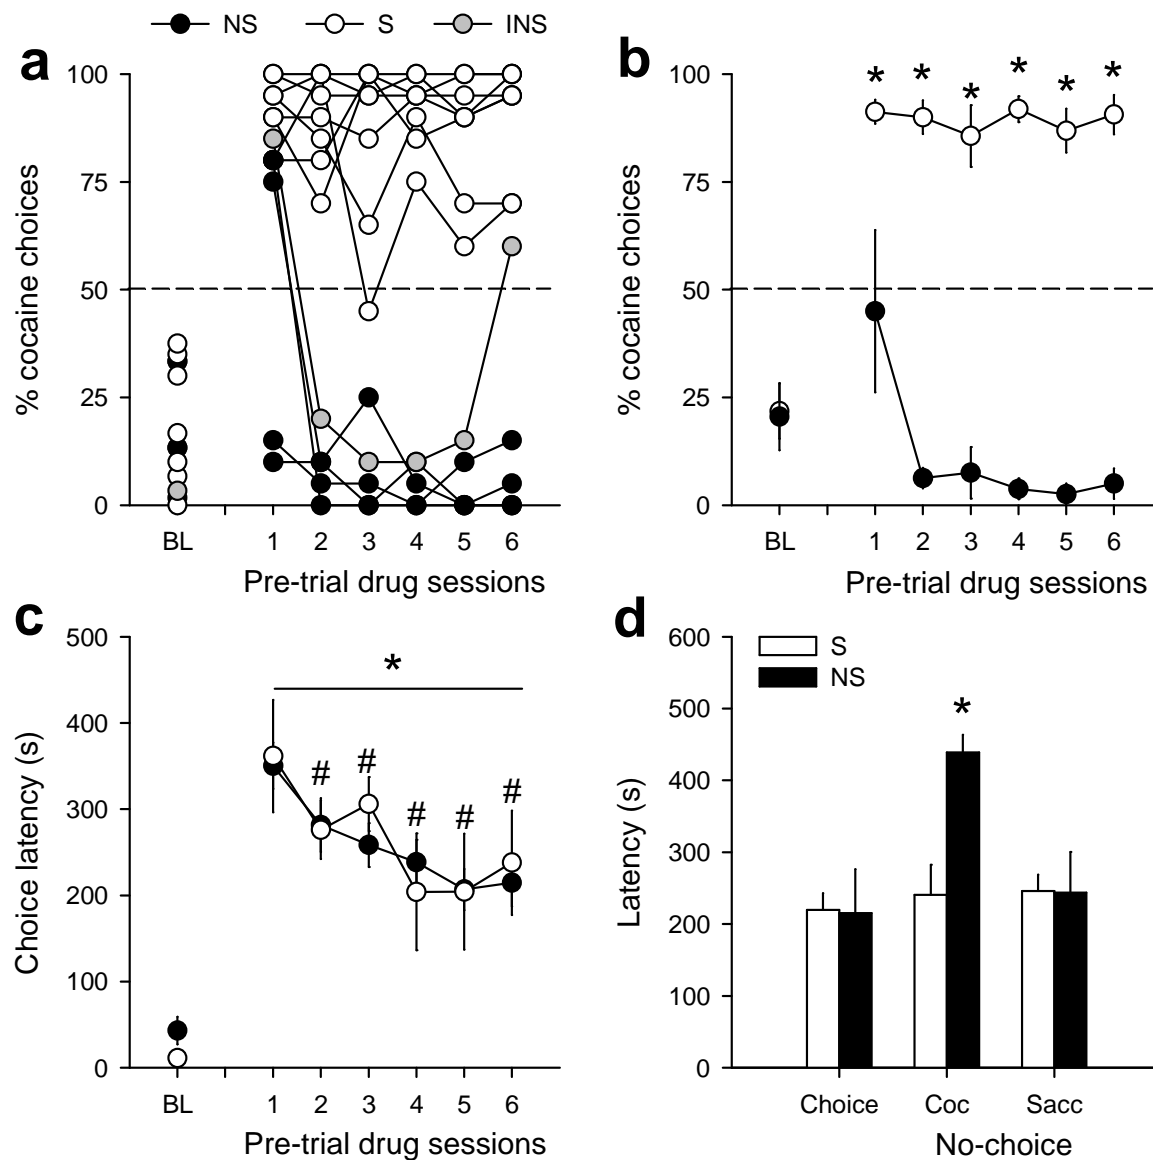 NS S INS
a
100
75
50
25
0
% cocaine choices
BL 1 2 3 4 5 6
Pre-trial drug sessions
b
100
75
50
25
0
% cocaine choices
* * * * * *
BL 1 2 3 4 5 6
Pre-trial drug sessions
c
500
400
300
200
100
0
Choice latency (s)
*
# # # # #
BL 1 2 3 4 5 6
Pre-trial drug sessions
d
600
500
400
300
200
100
0
Latency (s)
S
NS
*
Choice Coc Sacc
No-choice